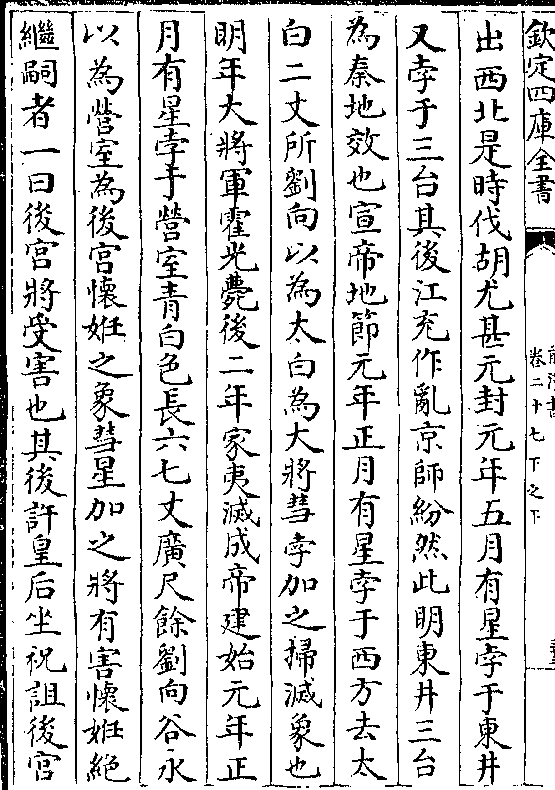 欽定四庫全書
前漢書
卷二十七下之下
出西北是時伐胡尤甚元封元年五月有星孛于東井
又孛于三台其後江充作亂京師紛然此明東井三台
為秦地效也宣帝地節元年正月有星孛于西方去太
白二丈所劉向以為太白為大將彗孛加之掃滅象也
明年大將軍霍光薨後二年家夷滅成帝建始元年正
月有星孛于營室青白色長六七丈廣尺餘劉向谷永
以為營室為後宮懷姙之象彗星加之將有害懷姙絕
繼嗣者一曰後宮將受害也其後許皇后坐祝詛後宮